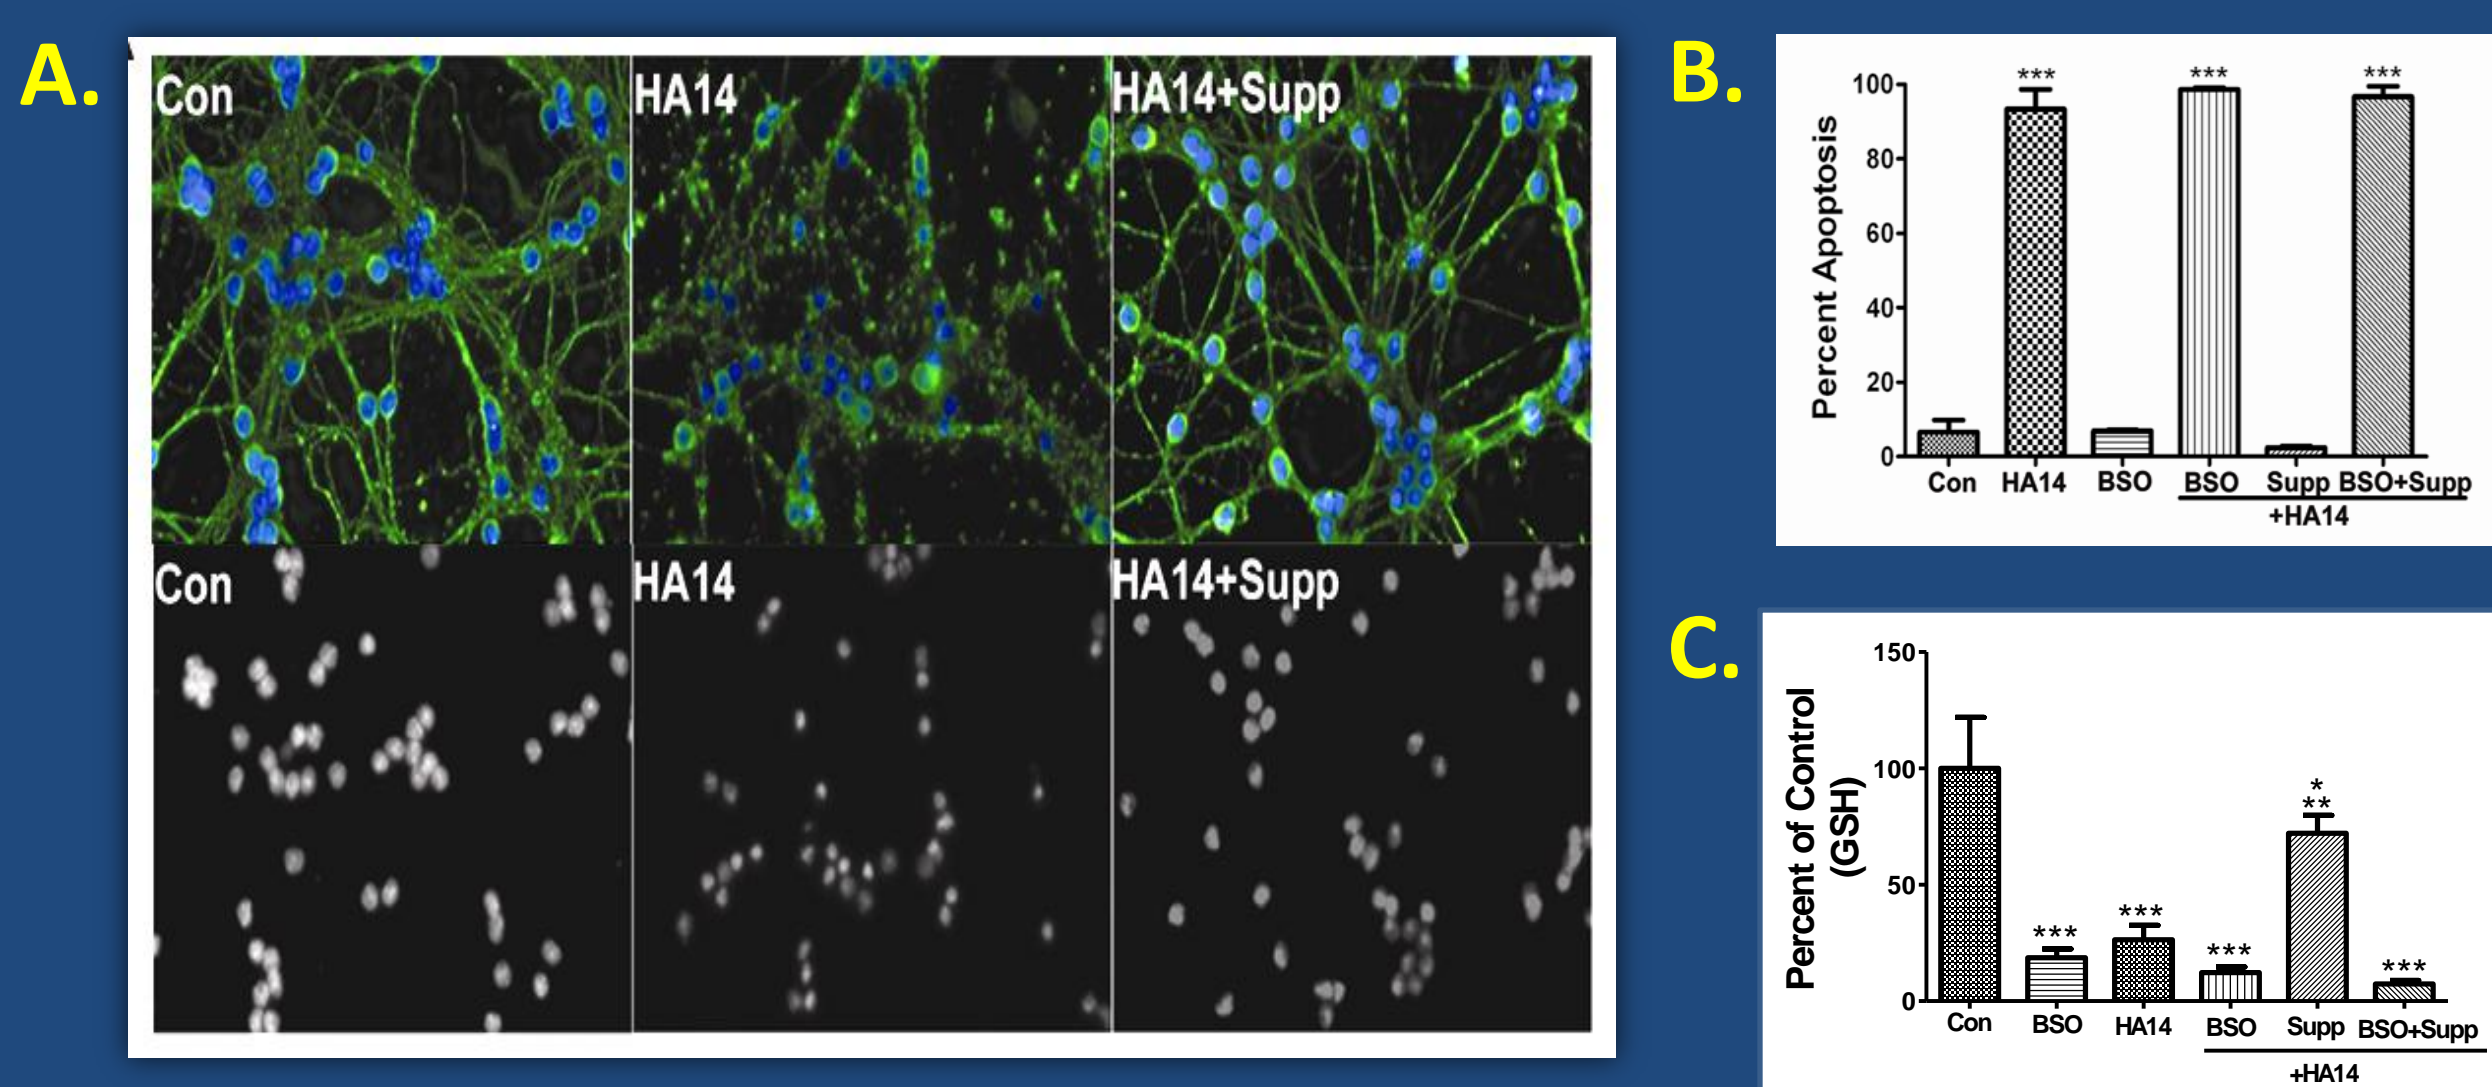 A.
Con
HA14
HA14+Supp
Con
HA14
HA14+Supp
B.
Percent Apoptosis
100
80
60
40
20
0
***
***
***
Con HA14 BSO BSO Supp BSO+Supp
+HA14
C.
Percent of Control
(GSH)
150
100
50
0
***
***
***
*
**
***
Con BSO HA14 BSO Supp BSO+Supp
+HA14